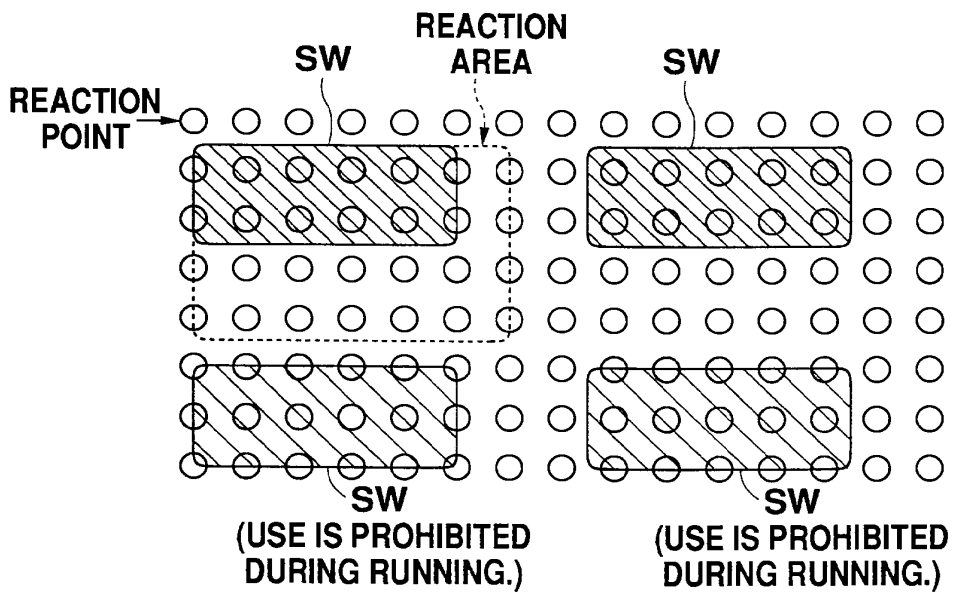 REACTION
AREA
SW
SW
REACTION
POINT
SW
(USE IS PROHIBITED
DURING RUNNING.)
SW
(USE IS PROHIBITED
DURING RUNNING.)